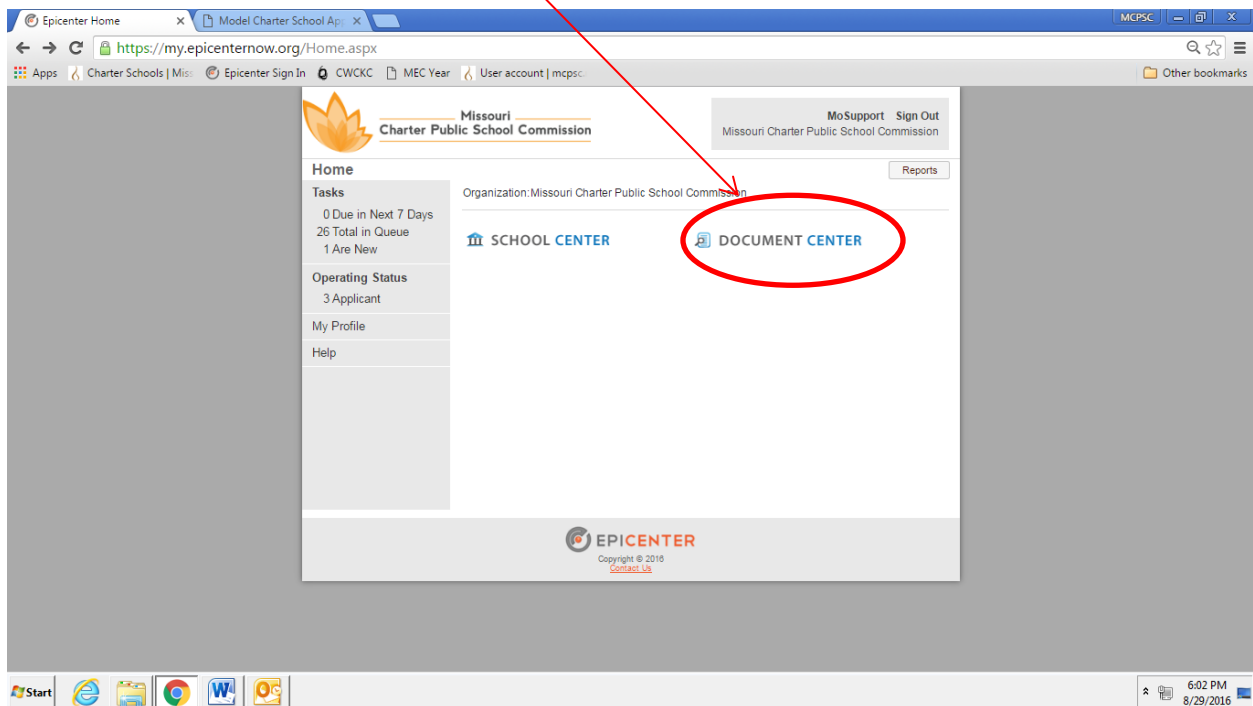 Epicenter Home
Model Charter School Ap
MCPSC
https://my.epicenternow.org/Home.aspx
Apps
Charter Schools | Miss
Epicenter Sign In
CWCKC
MEC Year
User account | mcpsc.
Other bookmarks
Missouri
Charter Public School Commission
MoSupport Sign Out
Missouri Charter Public School Commission
Home
Reports
Tasks
0 Due in Next 7 Days
26 Total in Queue
1 Are New
Operating Status
3 Applicant
My Profile
Help
Organization:Missouri Charter Public School Commission
SCHOOL CENTER
DOCUMENT CENTER
EPICENTER
Copyright © 2016
Contact Us
Start
6:02 PM
8/29/2016